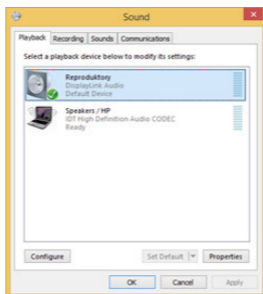 Sound
Playback Recording Sounds Communications
Select a playback device below to modify its settings:
Reproduktory
DisplayLink Audio
Default Device
Speakers / HP
IDT High Definition Audio CODEC
Ready
Configure Set Default Properties
OK Cancel Apply